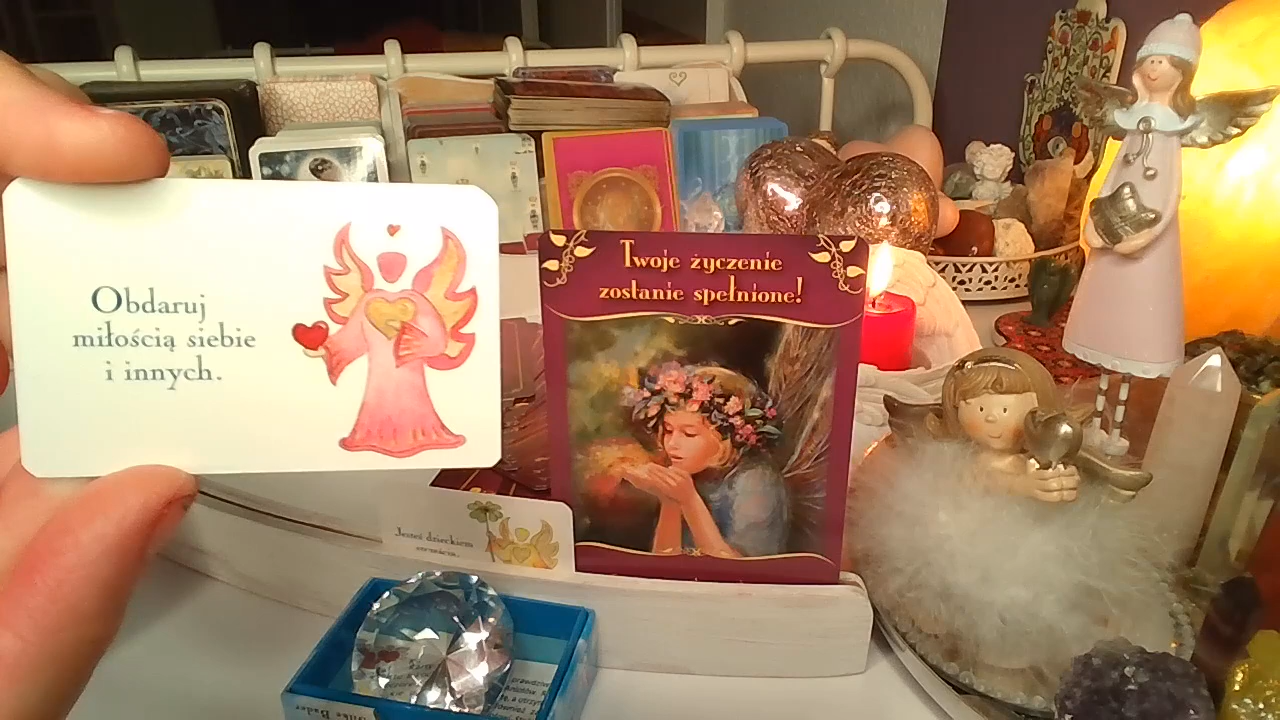 Obdaruj
miłością siebie
i innych.
Twoje życzenie
zostanie spełnione!
Jesteś dzieckiem